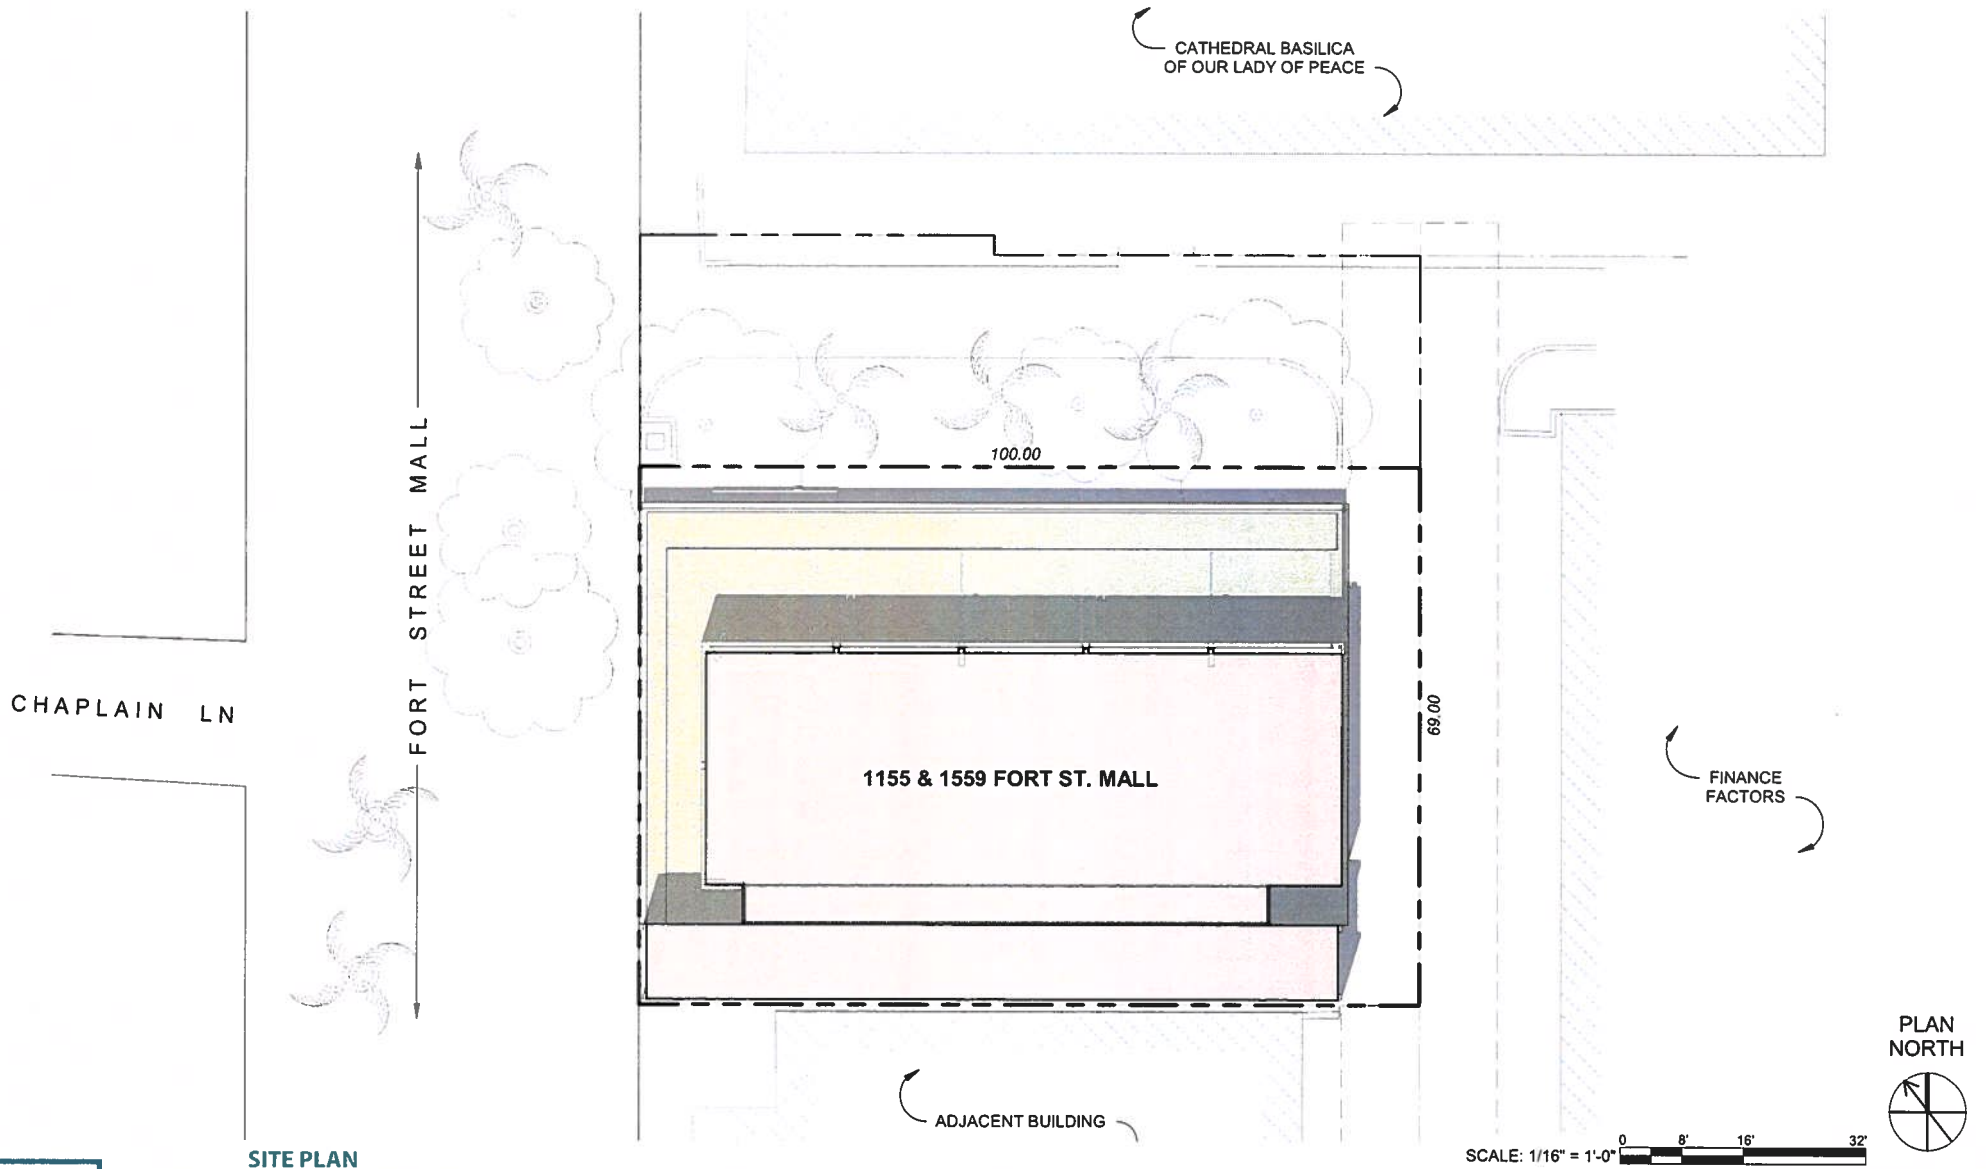 CATHEDRAL BASILICA
OF OUR LADY OF PEACE
FORT STREET MALL
100.00
CHAPLAIN LN
69.00
1155 & 1559 FORT ST. MALL
FINANCE
FACTORS
ADJACENT BUILDING
PLAN
NORTH
SITE PLAN
SCALE: 1/16" = 1'-0"
0 8' 16' 32'